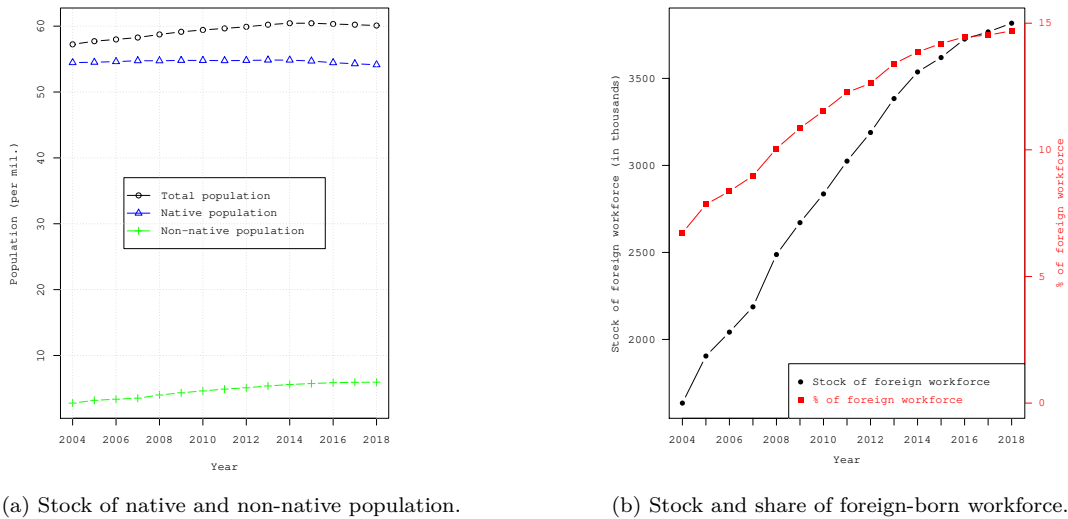 Population (per mil.)
60
50
40
30
20
10
Total population
Native population
Non-native population
2004 2006 2008 2010 2012 2014 2016 2018
Year
(a) Stock of native and non-native population.
Stock of foreign workforce (in thousands)
3500
3000
2500
2000
15
10
5
0
% of foreign workforce
Stock of foreign workforce
% of foreign workforce
2004 2006 2008 2010 2012 2014 2016 2018
Year
(b) Stock and share of foreign-born workforce.